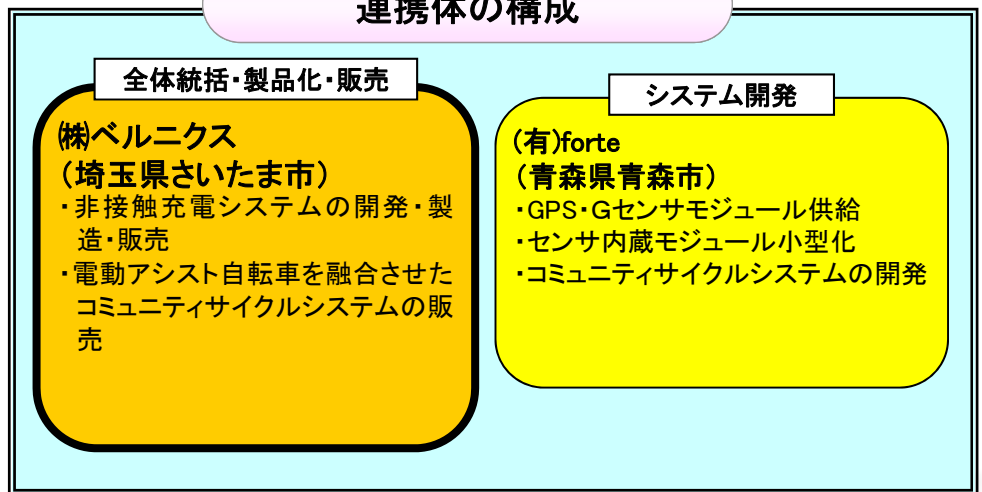 連携体の構成
全体統括・製品化・販売
㈱ベルニクス
（埼玉県さいたま市）
・非接触充電システムの開発・製
造・販売
・電動アシスト自転車を融合させた
コミュニティサイクルシステムの販
売
システム開発
(有)forte
（青森県青森市）
・GPS・Gセンサモジュール供給
・センサ内蔵モジュール小型化
・コミュニティサイクルシステムの開発